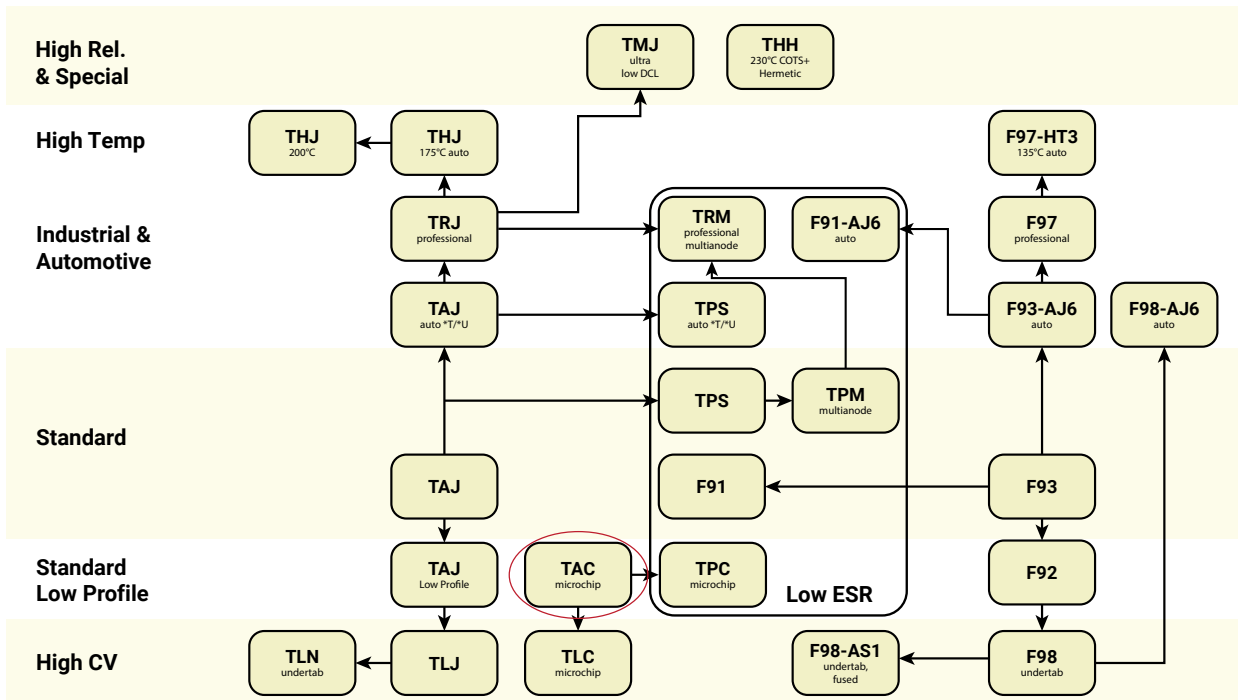 High Rel.
& Special
TMJ
ultra
low DCL
THH
230°C COTS+
Hermetic
High Temp
THJ
200°C
THJ
175°C auto
F97-HT3
135°C auto
Industrial &
Automotive
TRJ
professional
TRM
professional
multianode
F91-AJ6
auto
F97
professional
TAJ
auto *T/*U
TPS
auto *T/*U
F93-AJ6
auto
F98-AJ6
auto
Standard
TPS
TPM
multianode
TAJ
F91
F93
Standard
Low Profile
TAJ
Low Profile
TAC
microchip
TPC
microchip
Low ESR
F92
High CV
TLN
undertab
TLJ
TLC
microchip
F98-AS1
undertab,
fused
F98
undertab